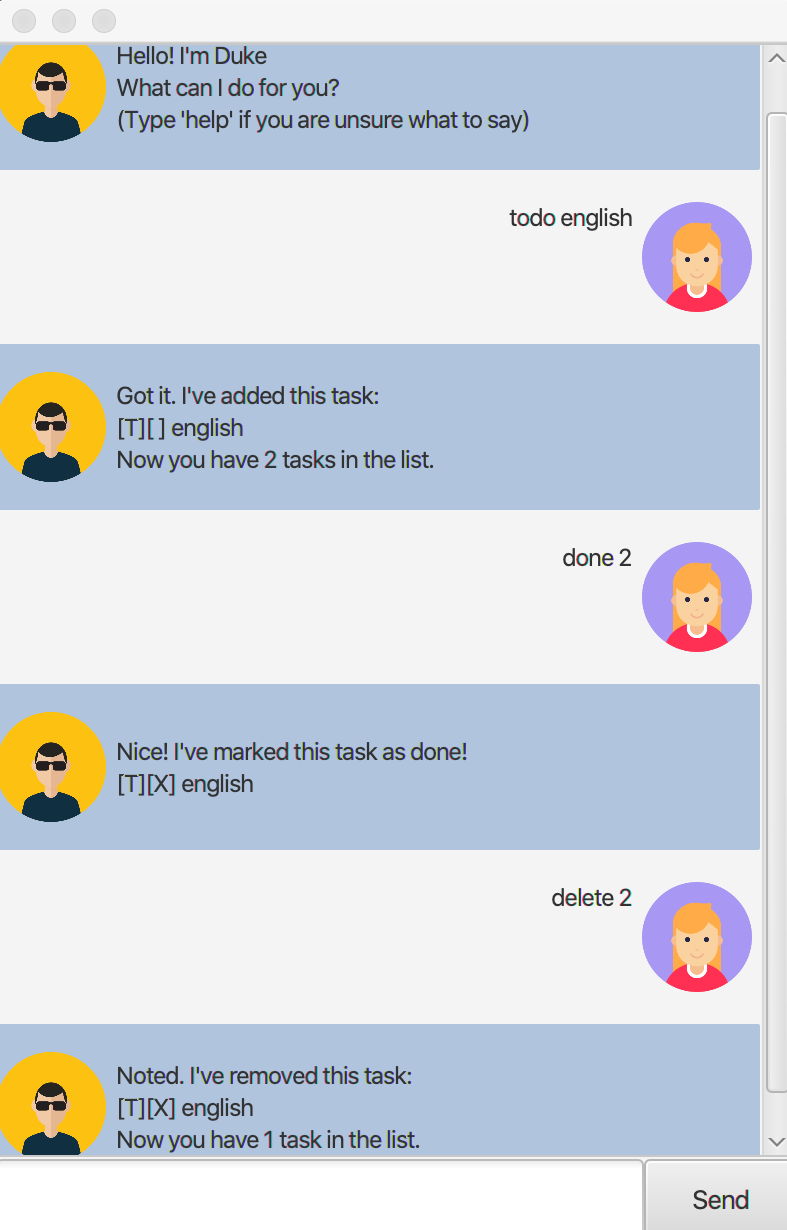 Hello! I'm Duke
What can I do for you?
(Type 'help' if you are unsure what to say)
todo english
Got it. I've added this task:
[T][ ] english
Now you have 2 tasks in the list.
done 2
Nice! I've marked this task as done!
[T][X] english
delete 2
Noted. I've removed this task:
[T][X] english
Now you have 1 task in the list.
Send